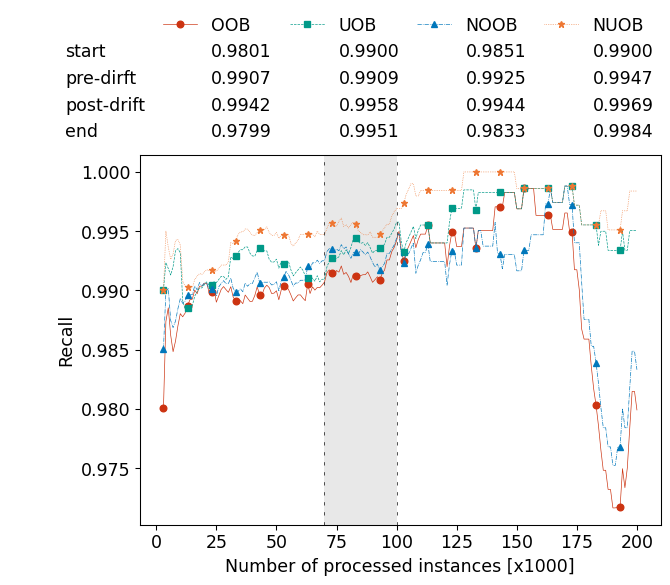 OOB UOB NOOB NUOB
start 0.9801 0.9900 0.9851 0.9900
pre-dirft 0.9907 0.9909 0.9925 0.9947
post-drift 0.9942 0.9958 0.9944 0.9969
end 0.9799 0.9951 0.9833 0.9984
1.000
0.995
0.990
0.985
0.980
0.975
Recall
0 25 50 75 100 125 150 175 200
Number of processed instances [x1000]